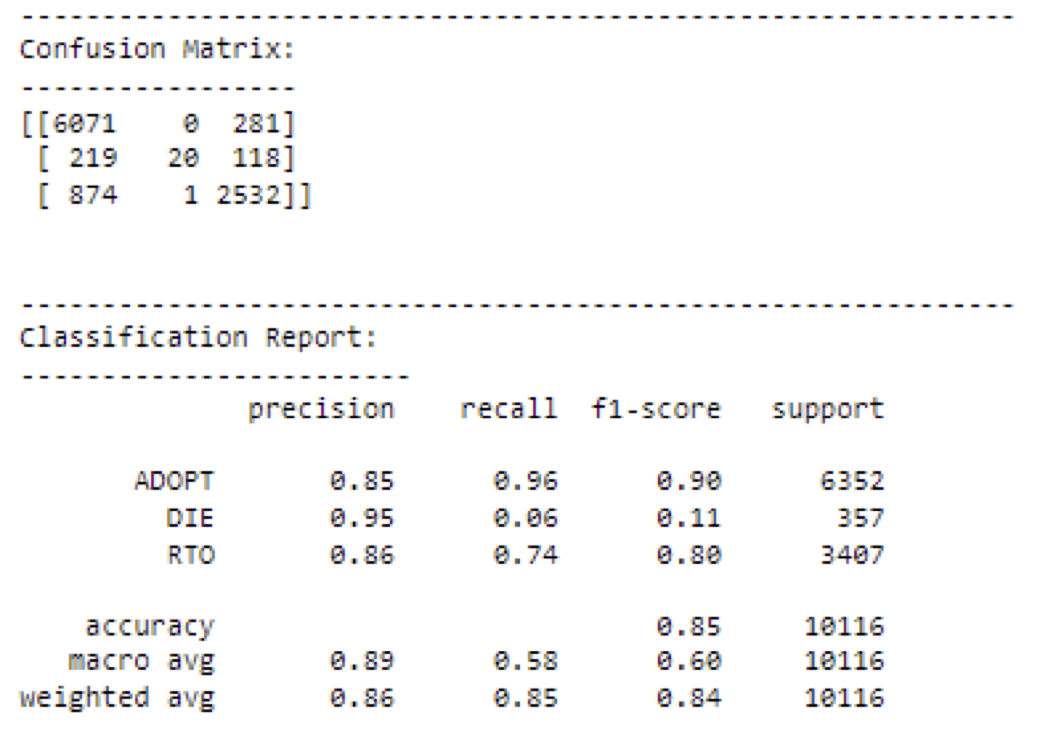 -------------------------------------------------------------
Confusion Matrix:
-----------------
[[6071    0  281]
 [ 219   20  118]
 [ 874    1 2532]]
-------------------------------------------------------------
Classification Report:
------------------------
              precision    recall  f1-score   support
       ADOPT       0.85      0.96      0.90      6352
         DIE       0.95      0.06      0.11       357
         RTO       0.86      0.74      0.80      3407
    accuracy                           0.85     10116
   macro avg       0.89      0.58      0.60     10116
weighted avg       0.86      0.85      0.84     10116